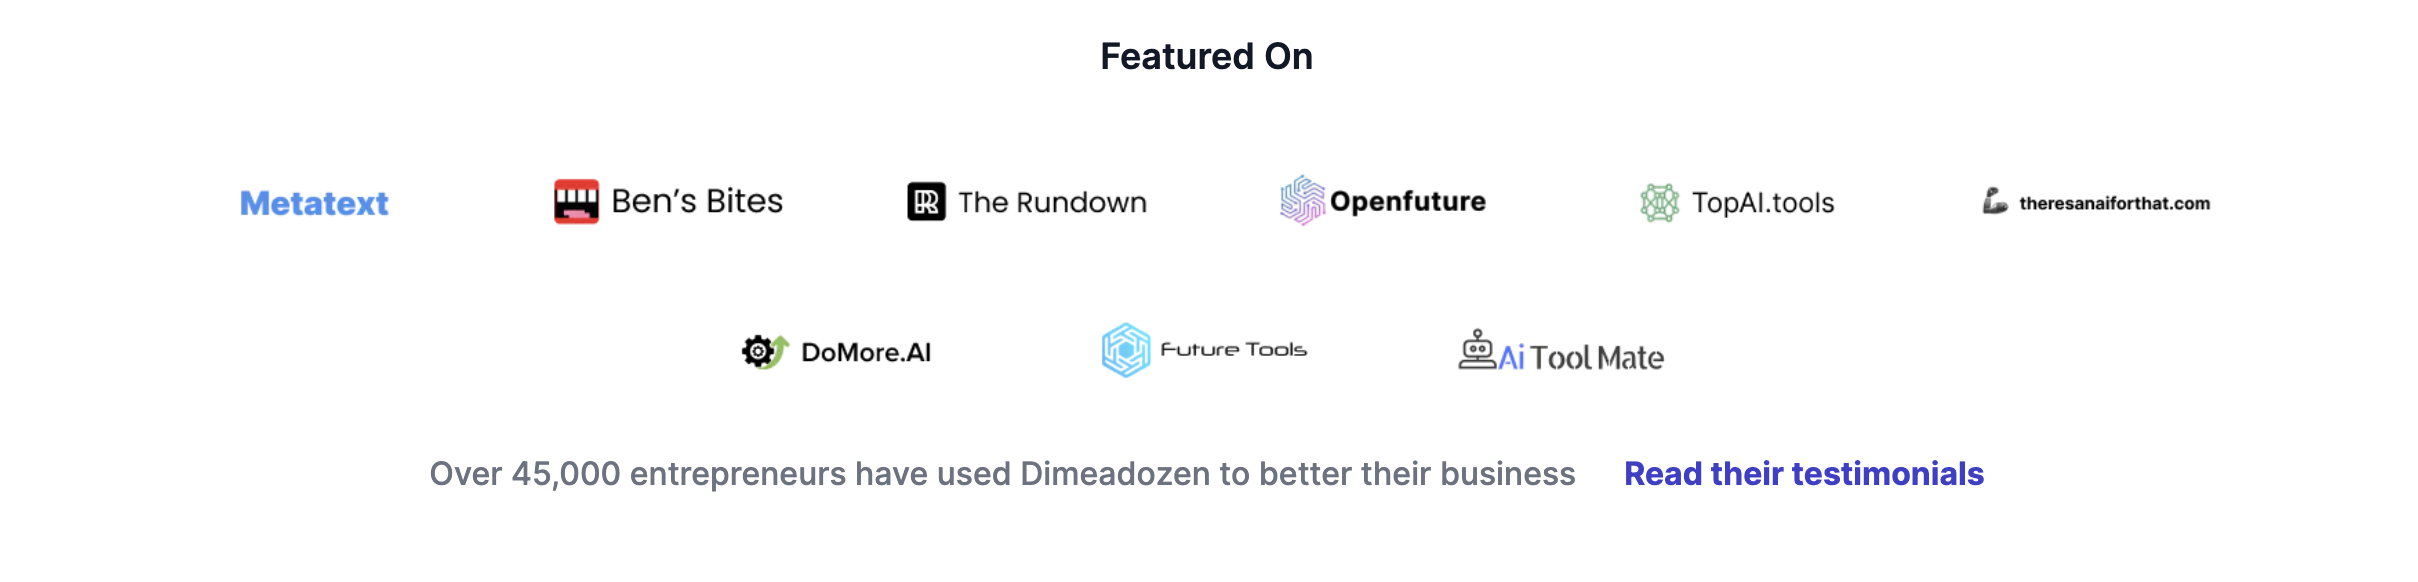 Featured On
Metatext Ben's Bites The Rundown Openfuture TopAI.tools theresanaiforthat.com
DoMore.AI Future Tools Ai Tool Mate
Over 45,000 entrepreneurs have used Dimeadozen to better their business Read their testimonials